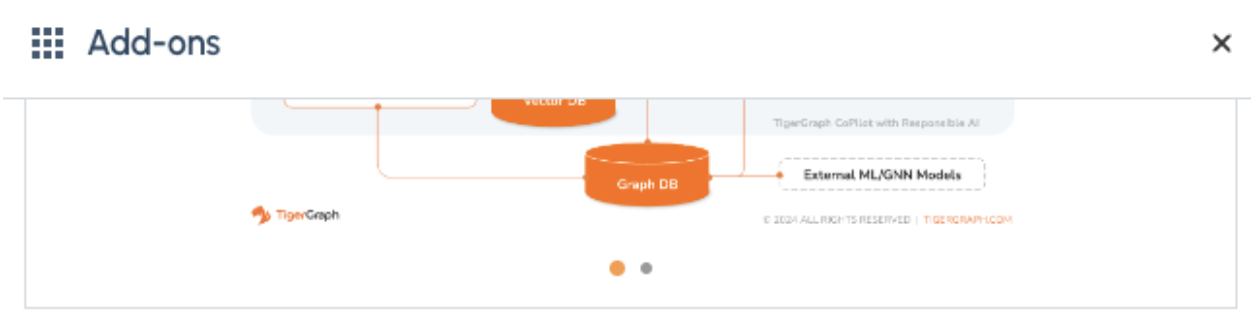 Add-ons
Vector DB
TigerGraph CoPilot with Responsible AI
Graph DB
External ML/GNN Models
TigerGraph
© 2024 ALL RIGHTS RESERVED | TIGERGRAPH.COM